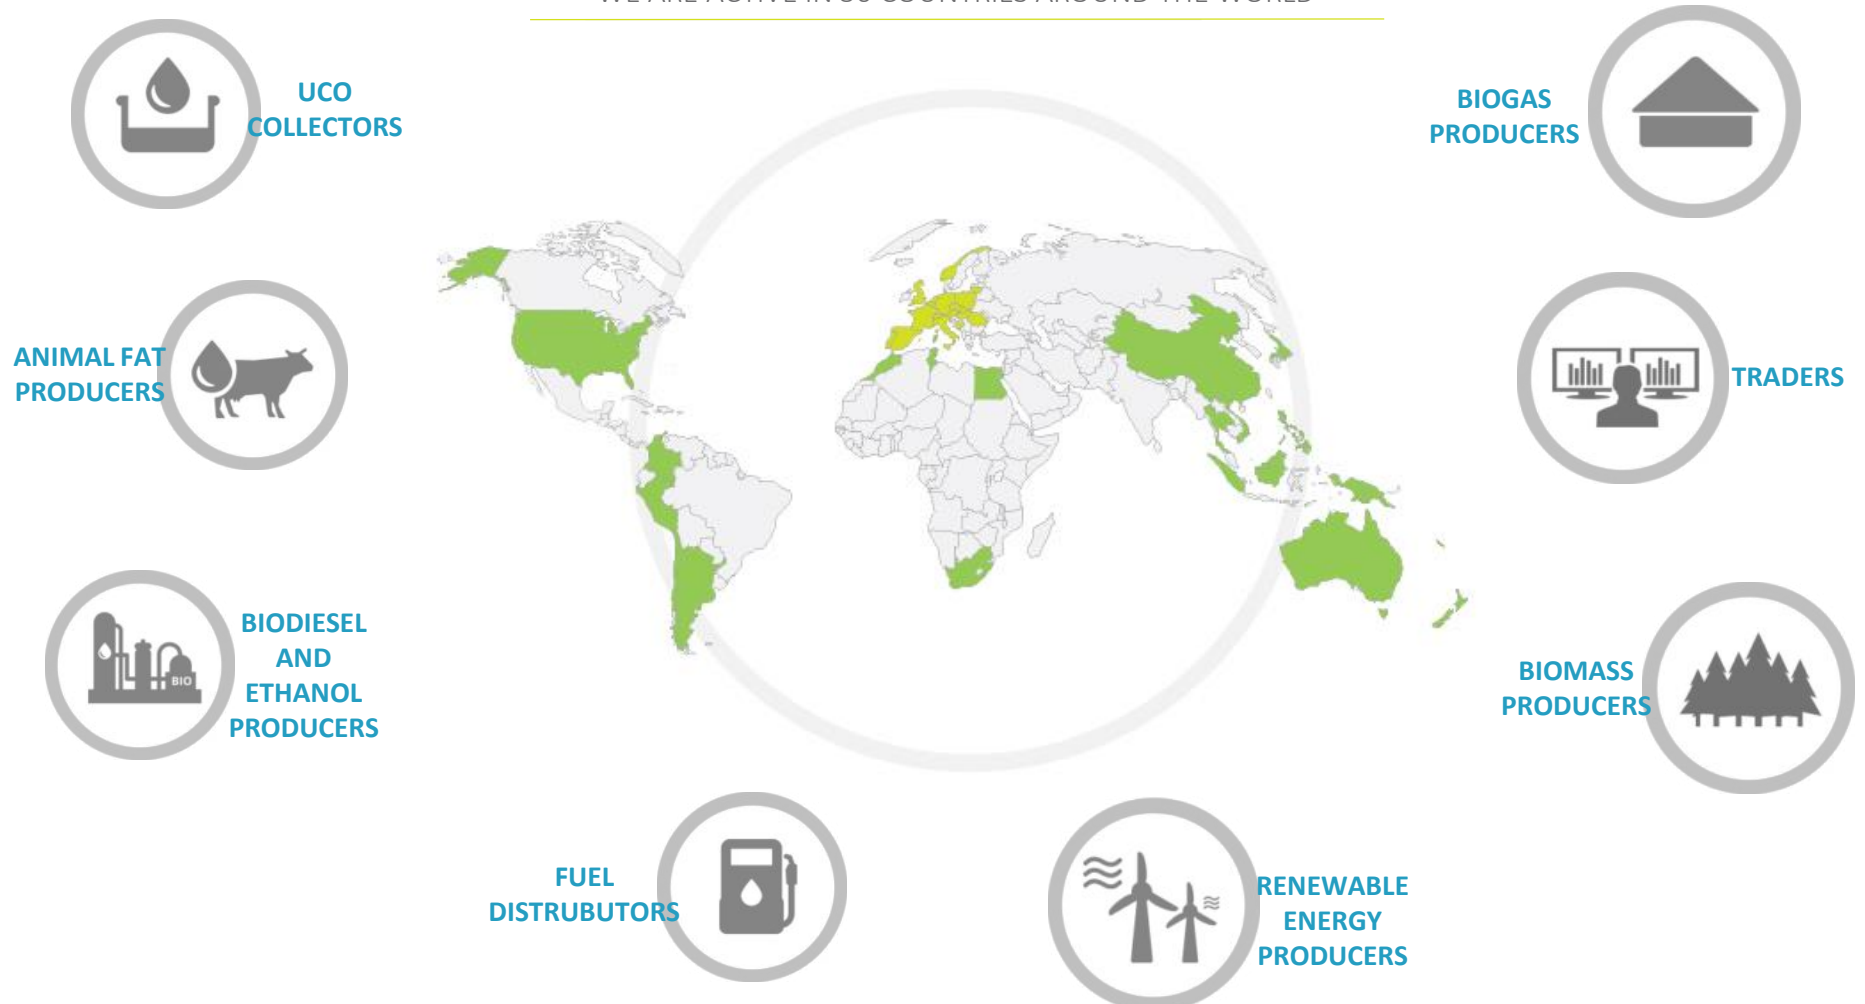 UCO
COLLECTORS
BIOGAS
PRODUCERS
ANIMAL FAT
PRODUCERS
TRADERS
BIODIESEL
AND
ETHANOL
PRODUCERS
BIO
BIOMASS
PRODUCERS
FUEL
DISTRUBUTORS
RENEWABLE
ENERGY
PRODUCERS